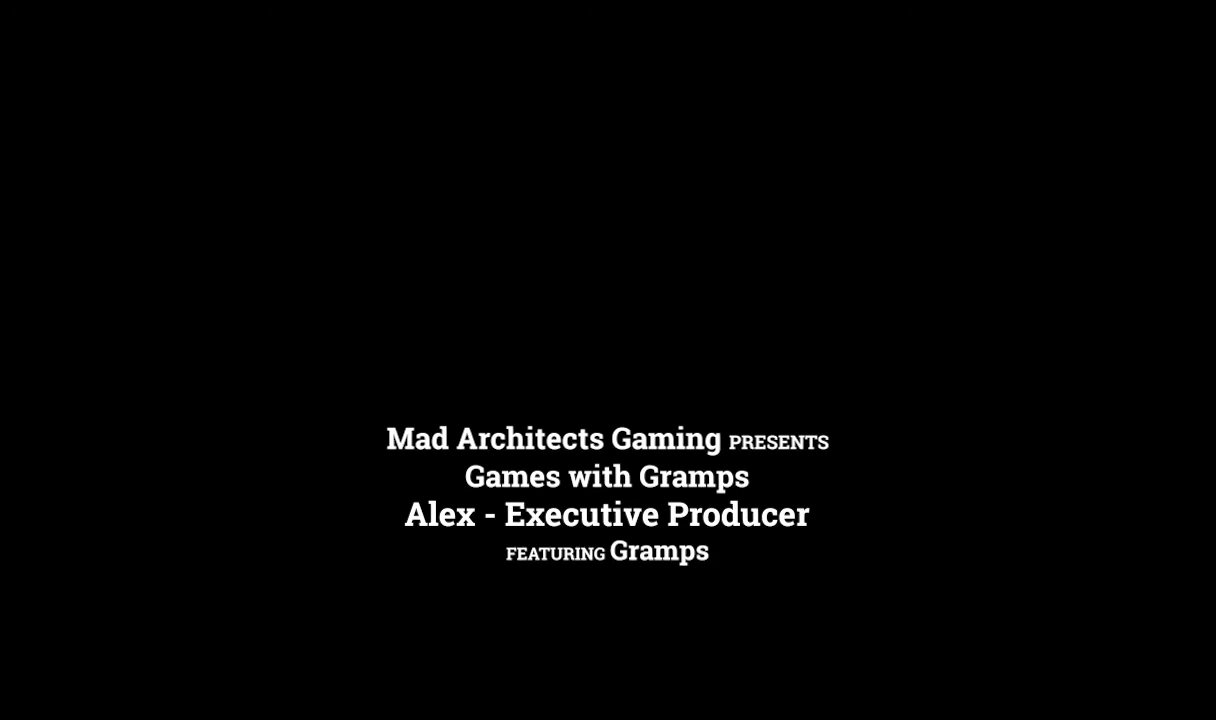 Mad Architects Gaming PRESENTS
Games with Gramps
Alex - Executive Producer
FEATURING Gramps